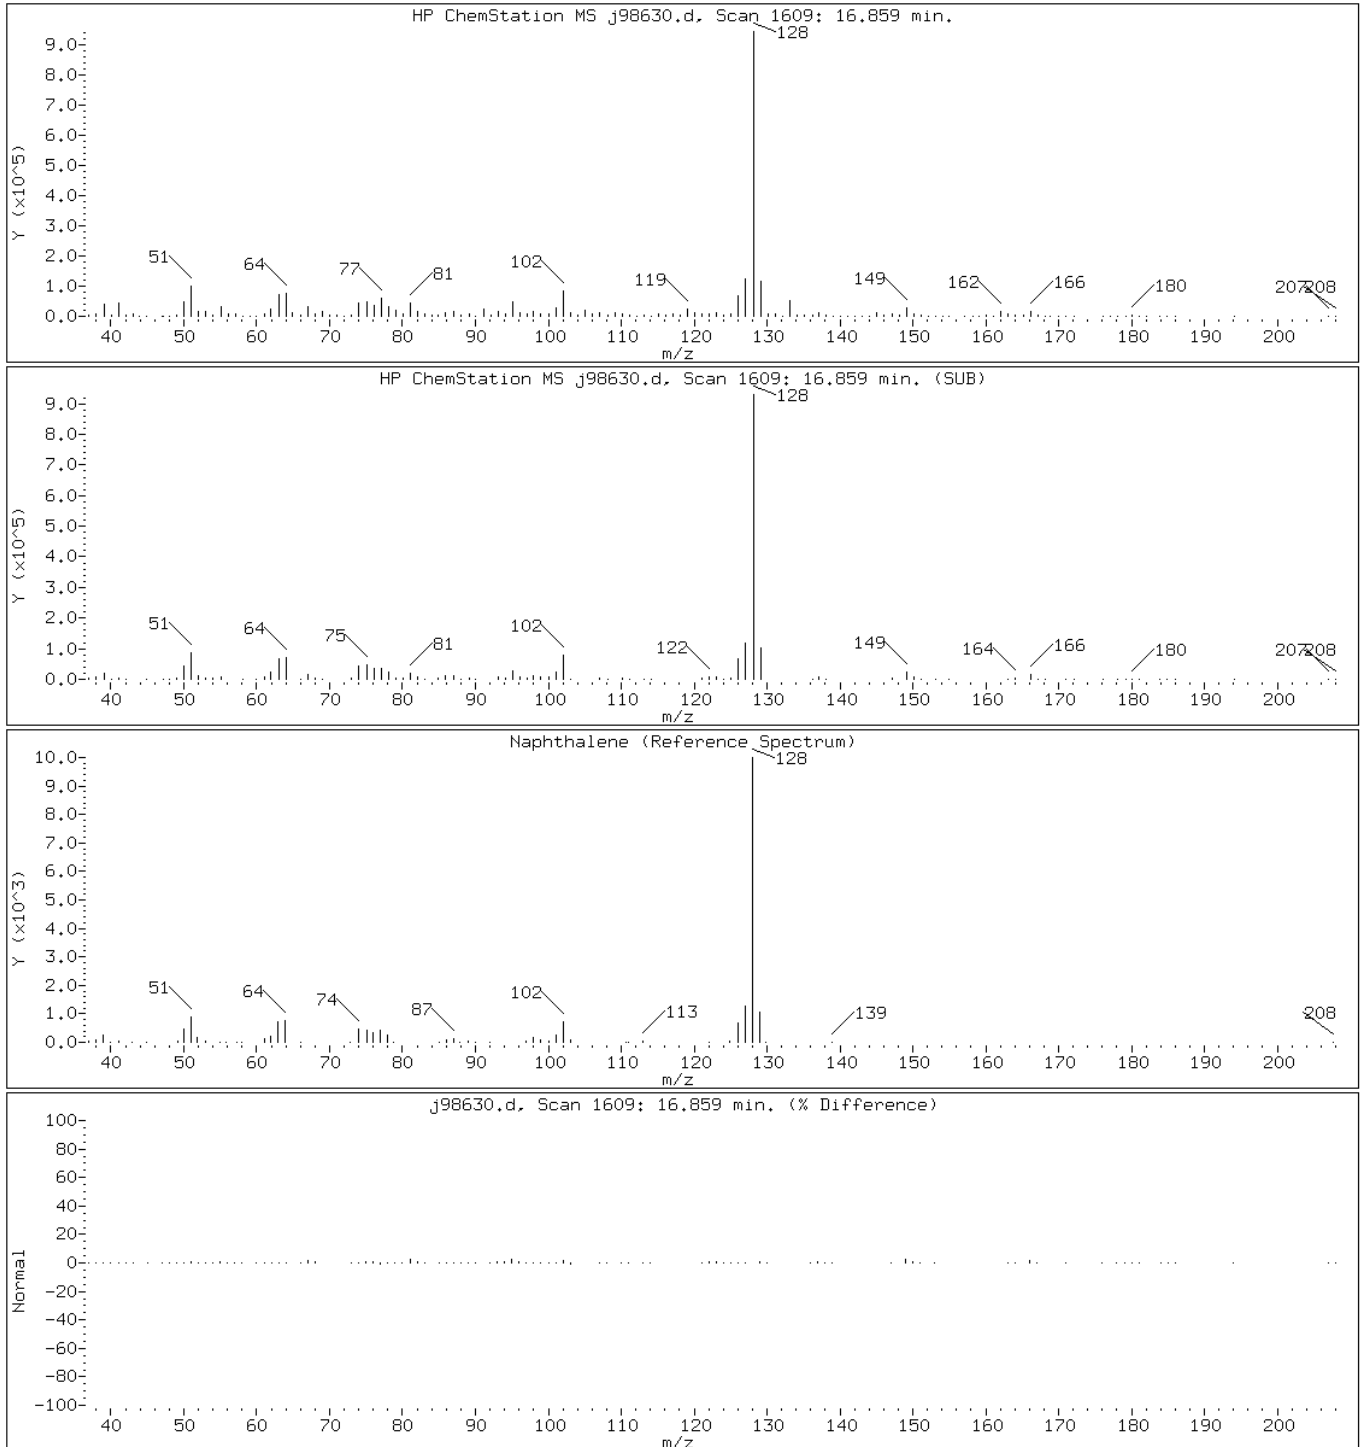 HP ChemStation MS j98630.d, Scan 1609: 16.859 min.
128
9.0
8.0
7.0
6.0
5.0
4.0
3.0
2.0
1.0
0.0
Y (x10^5)
51 64 77 81 102 119 149 162 166 180 207 208
40 50 60 70 80 90 100 110 120 130 140 150 160 170 180 190 200
m/z
HP ChemStation MS j98630.d, Scan 1609: 16.859 min. (SUB)
128
9.0
8.0
7.0
6.0
5.0
4.0
3.0
2.0
1.0
0.0
Y (x10^5)
51 64 75 81 102 122 149 164 166 180 207 208
40 50 60 70 80 90 100 110 120 130 140 150 160 170 180 190 200
m/z
Naphthalene (Reference Spectrum)
128
10.0
9.0
8.0
7.0
6.0
5.0
4.0
3.0
2.0
1.0
0.0
Y (x10^3)
51 64 74 87 102 113 139 208
40 50 60 70 80 90 100 110 120 130 140 150 160 170 180 190 200
m/z
j98630.d, Scan 1609: 16.859 min. (% Difference)
100
80
60
40
20
0
-20
-40
-60
-80
-100
Normal
40 50 60 70 80 90 100 110 120 130 140 150 160 170 180 190 200
m/z